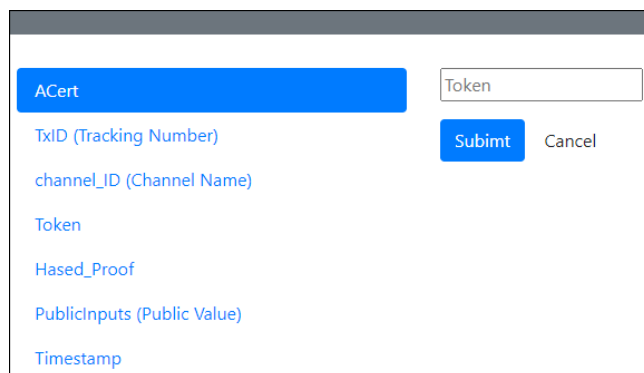 ACert
TxID (Tracking Number)
channel_ID (Channel Name)
Token
Hased_Proof
PublicInputs (Public Value)
Timestamp
Token
Subimt
Cancel